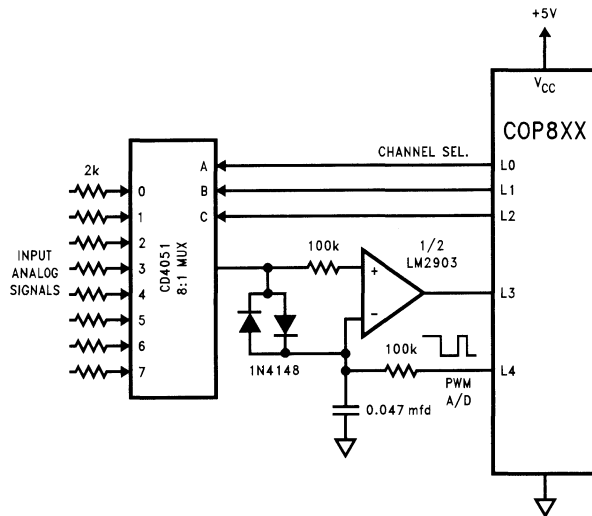 +5V
VCC
COP8XX
CHANNEL SEL.
A
L0
2k
0
B
L1
1
C
L2
2
INPUT
ANALOG
SIGNALS
3
4
5
6
7
CD4051
8:1 MUX
100k
1/2
LM2903
+
−
L3
1N4148
100k
L4
PWM
A/D
0.047 mfd